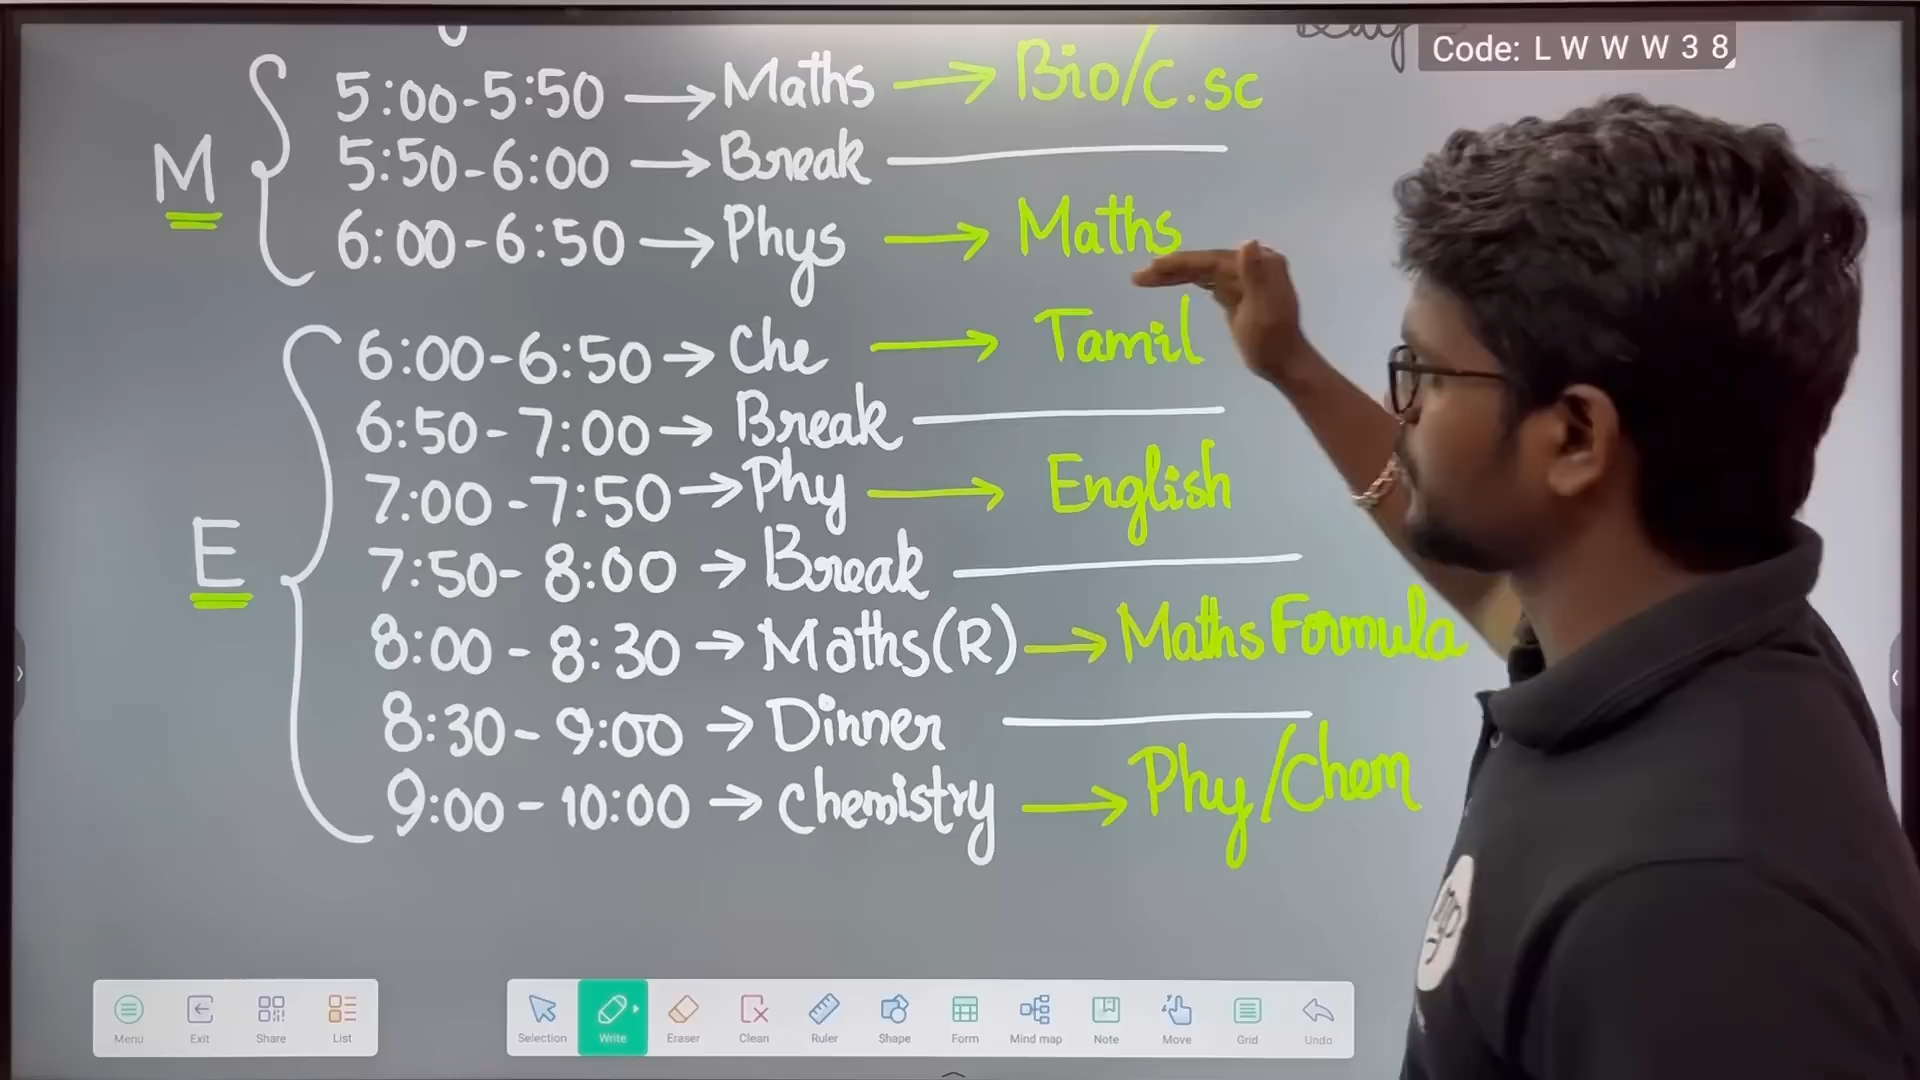 Code: L W W W 3 8
5:00-5:50 → Maths → Bio/C.sc
M
5:50-6:00 → Break
6:00-6:50 → Phys → Maths
6:00-6:50 → Che → Tamil
6:50-7:00 → Break
7:00-7:50 → Phy → English
E
7:50-8:00 → Break
8:00-8:30 → Maths(R) → Maths Formula
8:30-9:00 → Dinner
9:00-10:00 → Chemistry → Phy/Chem
Menu Exit Share List Selection Write Eraser Clean Ruler Shape Form Mind map Note Move Grid Undo